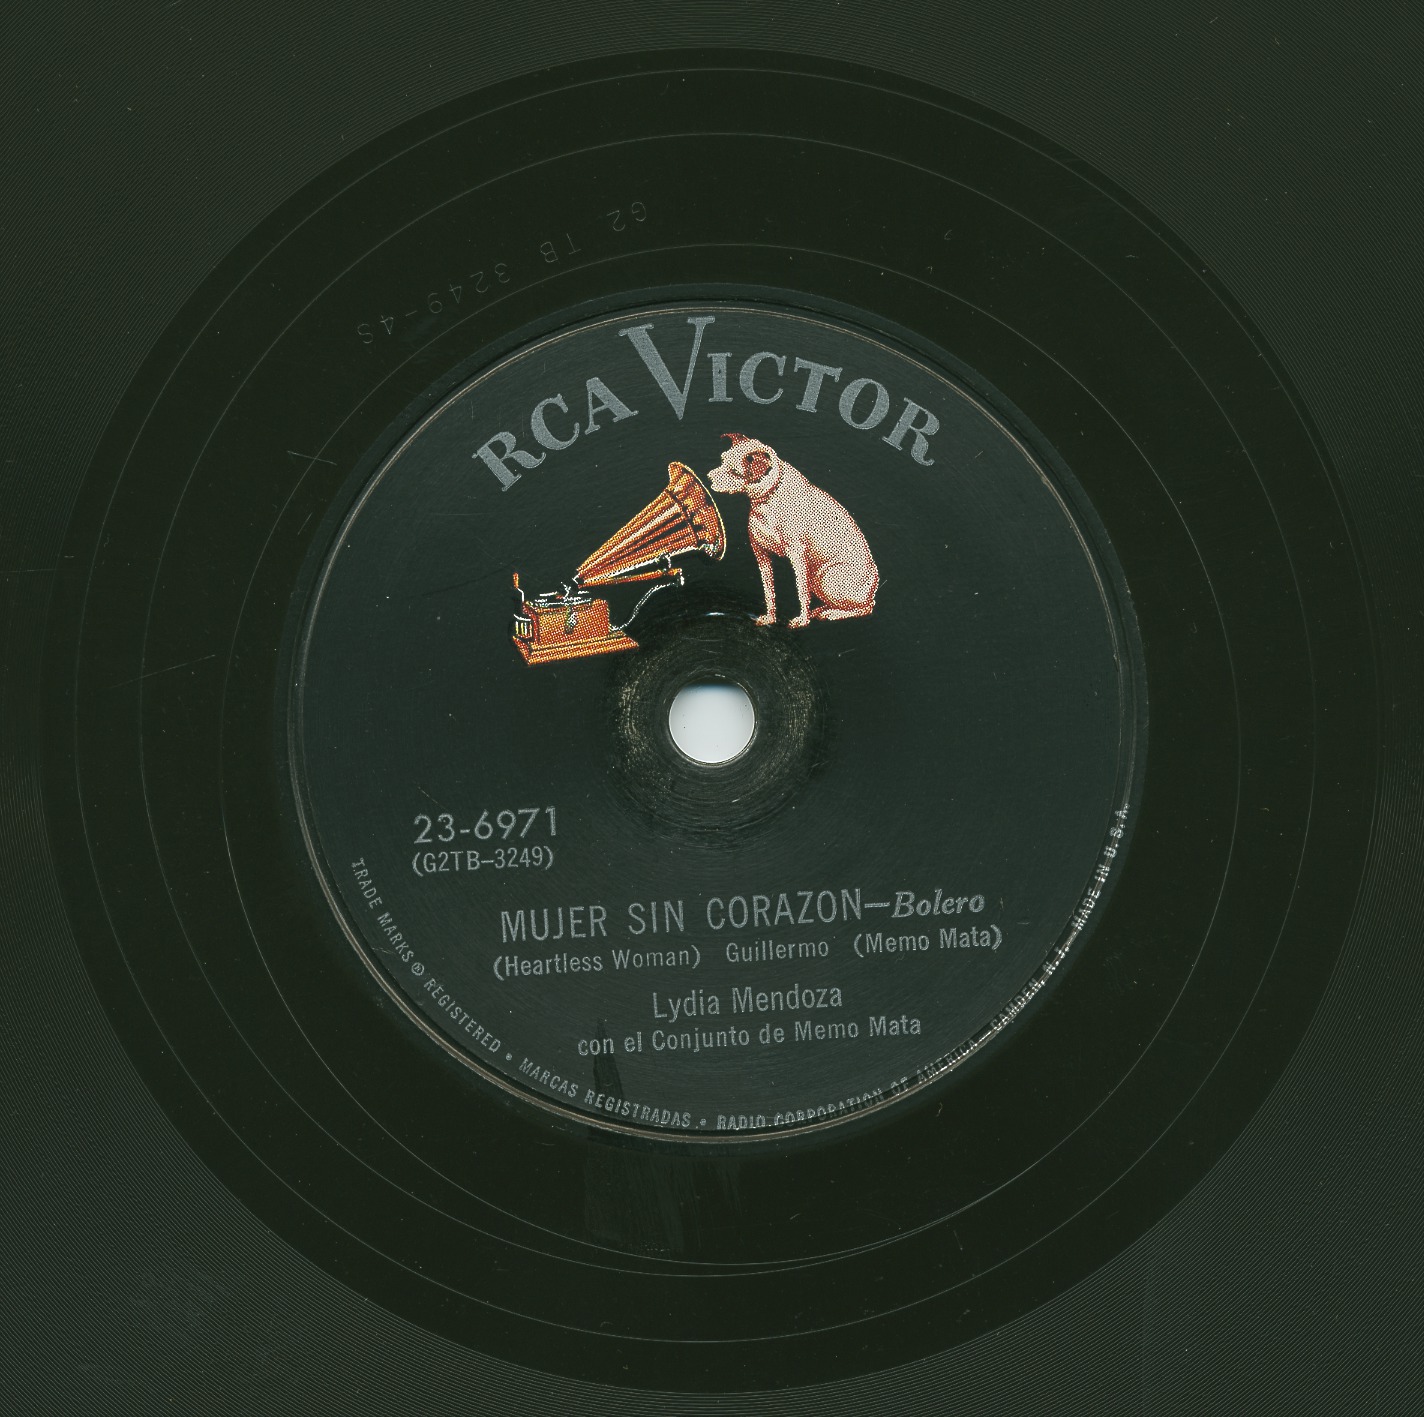 G2 TB 3249-4S
RCA VICTOR
23-6971
(G2TB-3249)
MUJER SIN CORAZON—Bolero
(Heartless Woman) Guillermo (Memo Mata)
Lydia Mendoza
con el Conjunto de Memo Mata
TRADE MARKS ® REGISTERED • MARCAS REGISTRADAS • RADIO CORPORATION OF AMERICA—CAMDEN, N.J. MADE IN U.S.A.